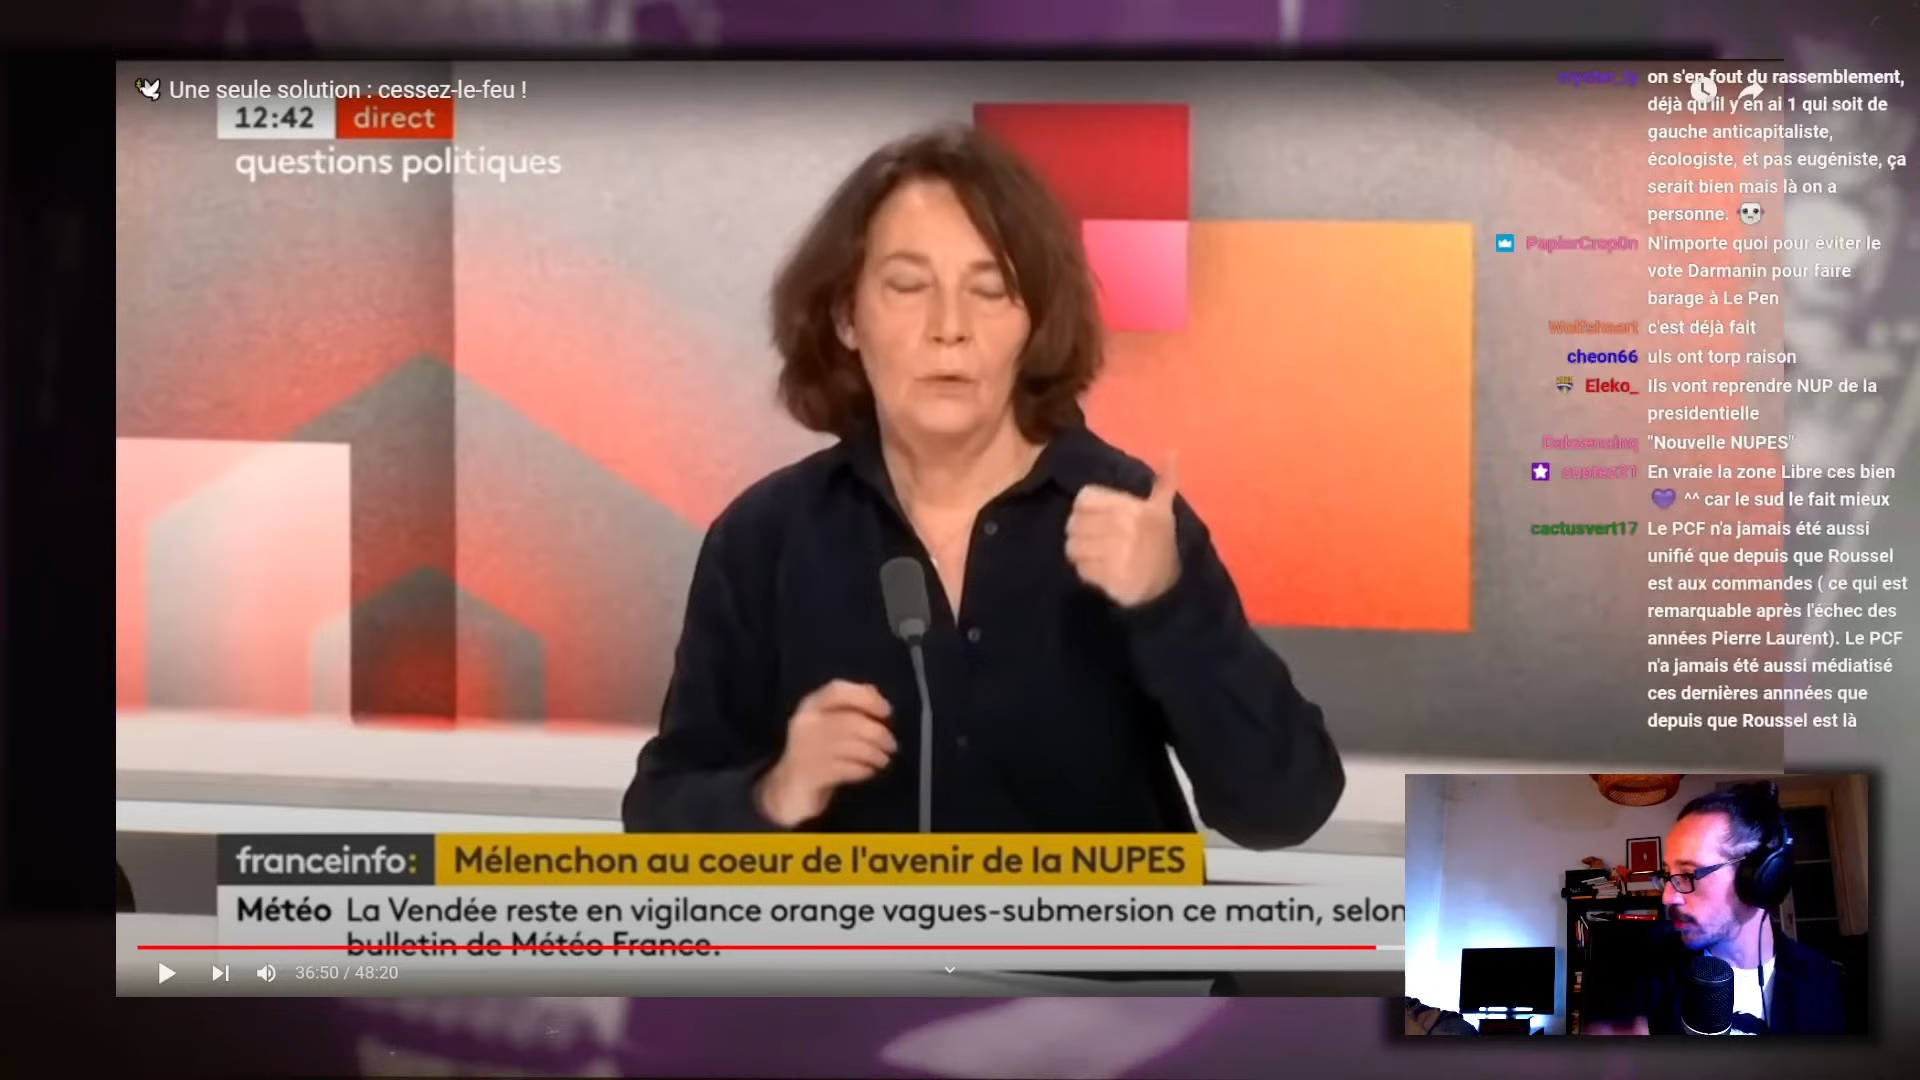 🕊 Une seule solution : cessez-le-feu !
12:42 direct
questions politiques
franceinfo: Mélenchon au coeur de l'avenir de la NUPES
Météo La Vendée reste en vigilance orange vagues-submersion ce matin, selon
bulletin de Météo France.
36:50 / 48:20
on s'en fout du rassemblement,
déjà qu'iil y en ai 1 qui soit de
gauche anticapitaliste,
écologiste, et pas eugéniste, ça
serait bien mais là on a
personne.
PapierCrep0n N'importe quoi pour éviter le
vote Darmanin pour faire
barage à Le Pen
Wolfsheart c'est déjà fait
cheon66 uls ont torp raison
Eleko_ Ils vont reprendre NUP de la
presidentielle
"Nouvelle NUPES"
En vraie la zone Libre ces bien
💜 ^^ car le sud le fait mieux
cactusvert17 Le PCF n'a jamais été aussi
unifié que depuis que Roussel
est aux commandes ( ce qui est
remarquable après l'échec des
années Pierre Laurent). Le PCF
n'a jamais été aussi médiatisé
ces dernières annnées que
depuis que Roussel est là